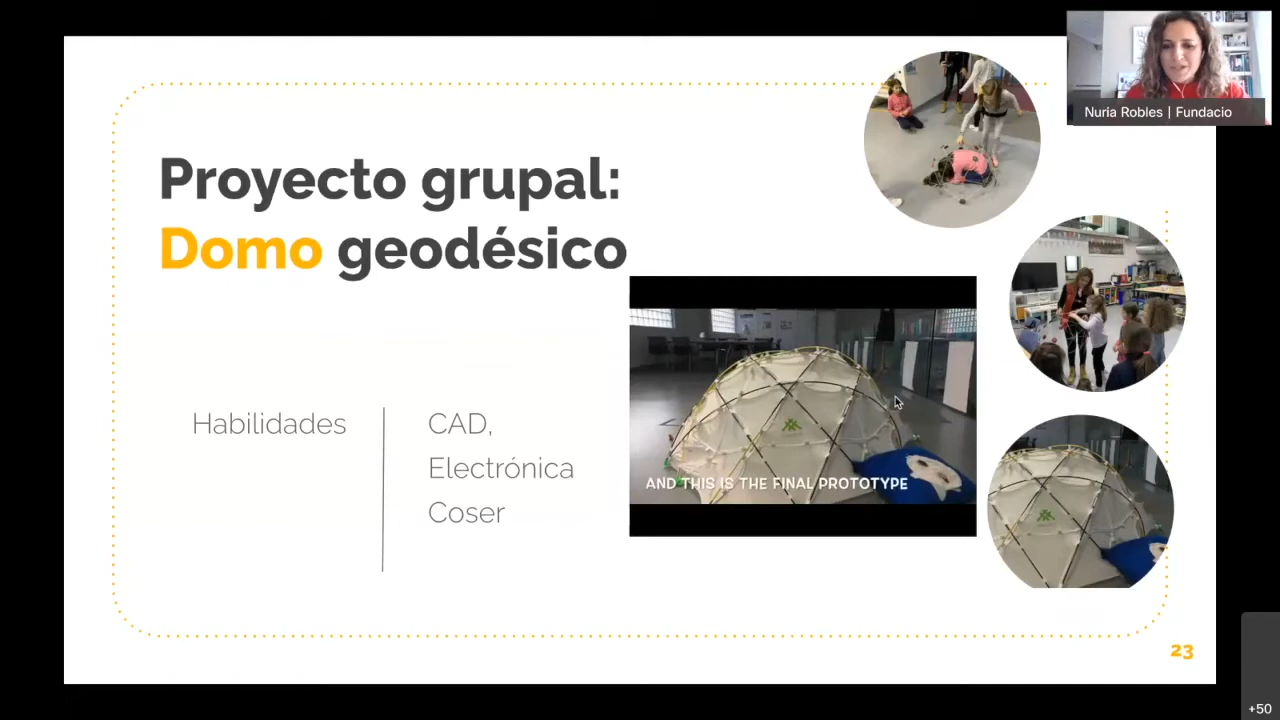 Nuria Robles | Fundacio
Proyecto grupal:
Domo geodésico
Habilidades
CAD,
Electrónica
Coser
AND THIS IS THE FINAL PROTOTYPE
23
+50